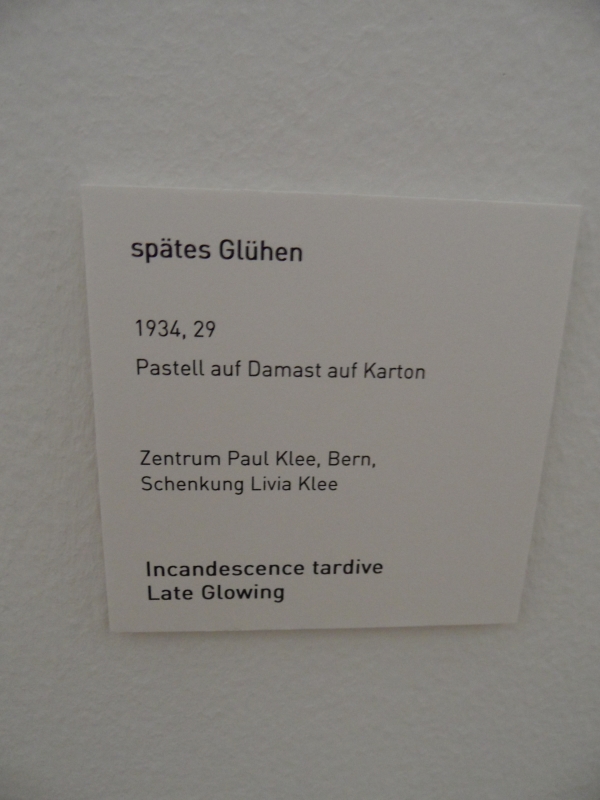 spätes Glühen
1934, 29
Pastell auf Damast auf Karton
Zentrum Paul Klee, Bern,
Schenkung Livia Klee
Incandescence tardive
Late Glowing